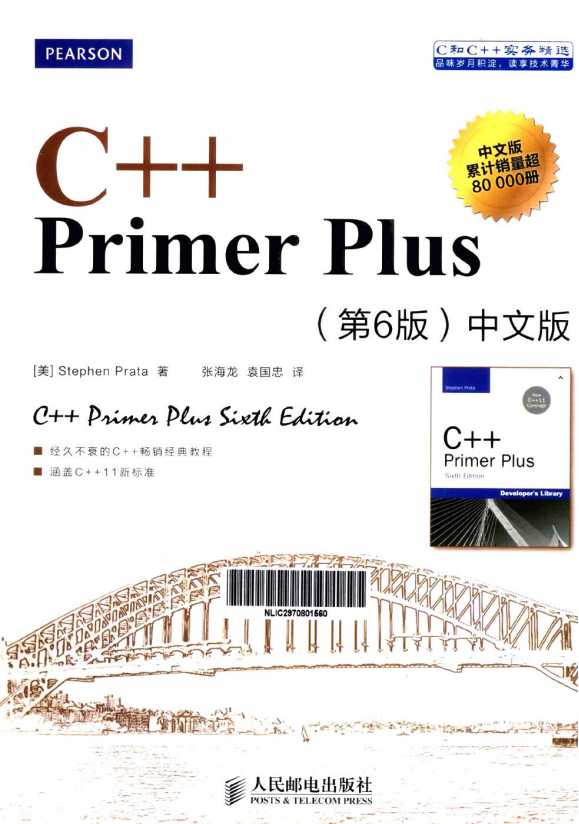 PEARSON
C和C++实务精选
品味岁月积淀，读享技术菁华
C++
Primer Plus
中文版
累计销量超
80 000册
（第6版）中文版
[美] Stephen Prata 著 张海龙 袁国忠 译
C++ Primer Plus Sixth Edition
■ 经久不衰的C++畅销经典教程
■ 涵盖C++11新标准
Stephen Prata
New
C++11
Coverage
C++
Primer Plus
Sixth Edition
Developer's Library
NLIC2970801560
人民邮电出版社
POSTS & TELECOM PRESS